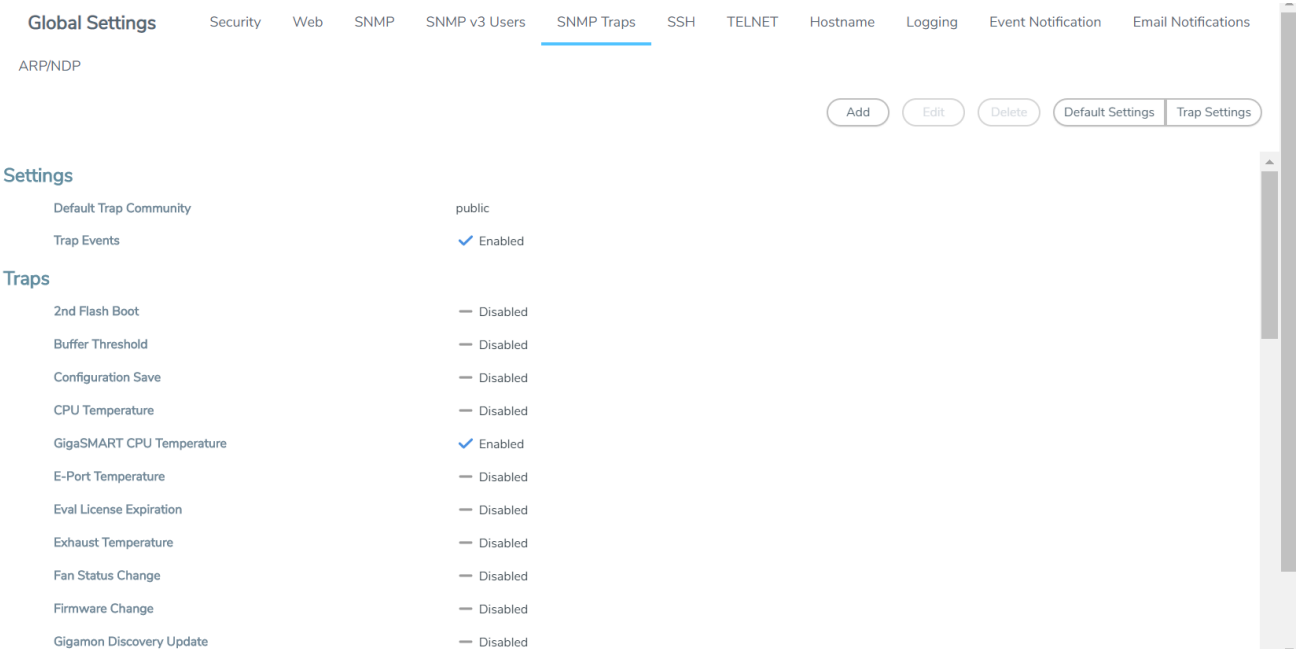 Global Settings Security Web SNMP SNMP v3 Users SNMP Traps SSH TELNET Hostname Logging Event Notification Email Notifications
ARP/NDP
Add Edit Delete Default Settings Trap Settings
Settings
Default Trap Community public
Trap Events Enabled
Traps
2nd Flash Boot Disabled
Buffer Threshold Disabled
Configuration Save Disabled
CPU Temperature Disabled
GigaSMART CPU Temperature Enabled
E-Port Temperature Disabled
Eval License Expiration Disabled
Exhaust Temperature Disabled
Fan Status Change Disabled
Firmware Change Disabled
Gigamon Discovery Update Disabled